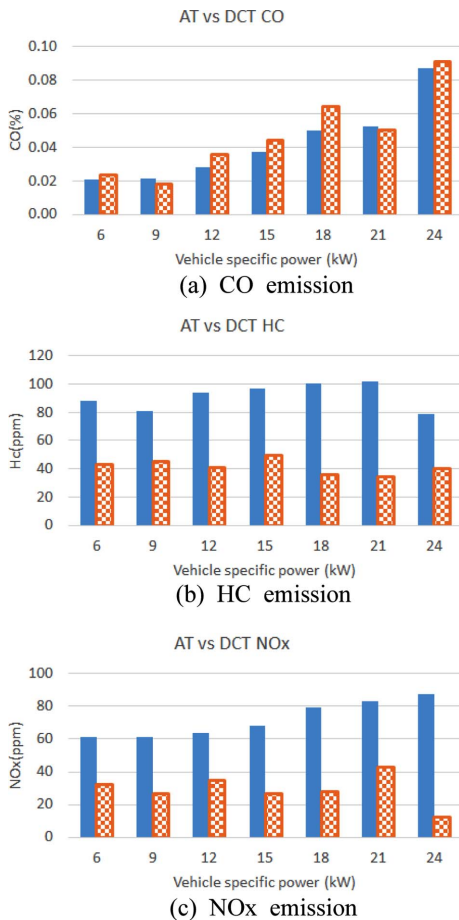 AT vs DCT CO
0.10
0.08
0.06
0.04
0.02
0.00
CO(%)
6 9 12 15 18 21 24
Vehicle specific power (kW)
(a) CO emission
AT vs DCT HC
120
100
80
60
40
20
0
Hc(ppm)
6 9 12 15 18 21 24
Vehicle specific power (kW)
(b) HC emission
AT vs DCT NOx
100
80
60
40
20
0
NOx(ppm)
6 9 12 15 18 21 24
Vehicle specific power (kW)
(c) NOx emission